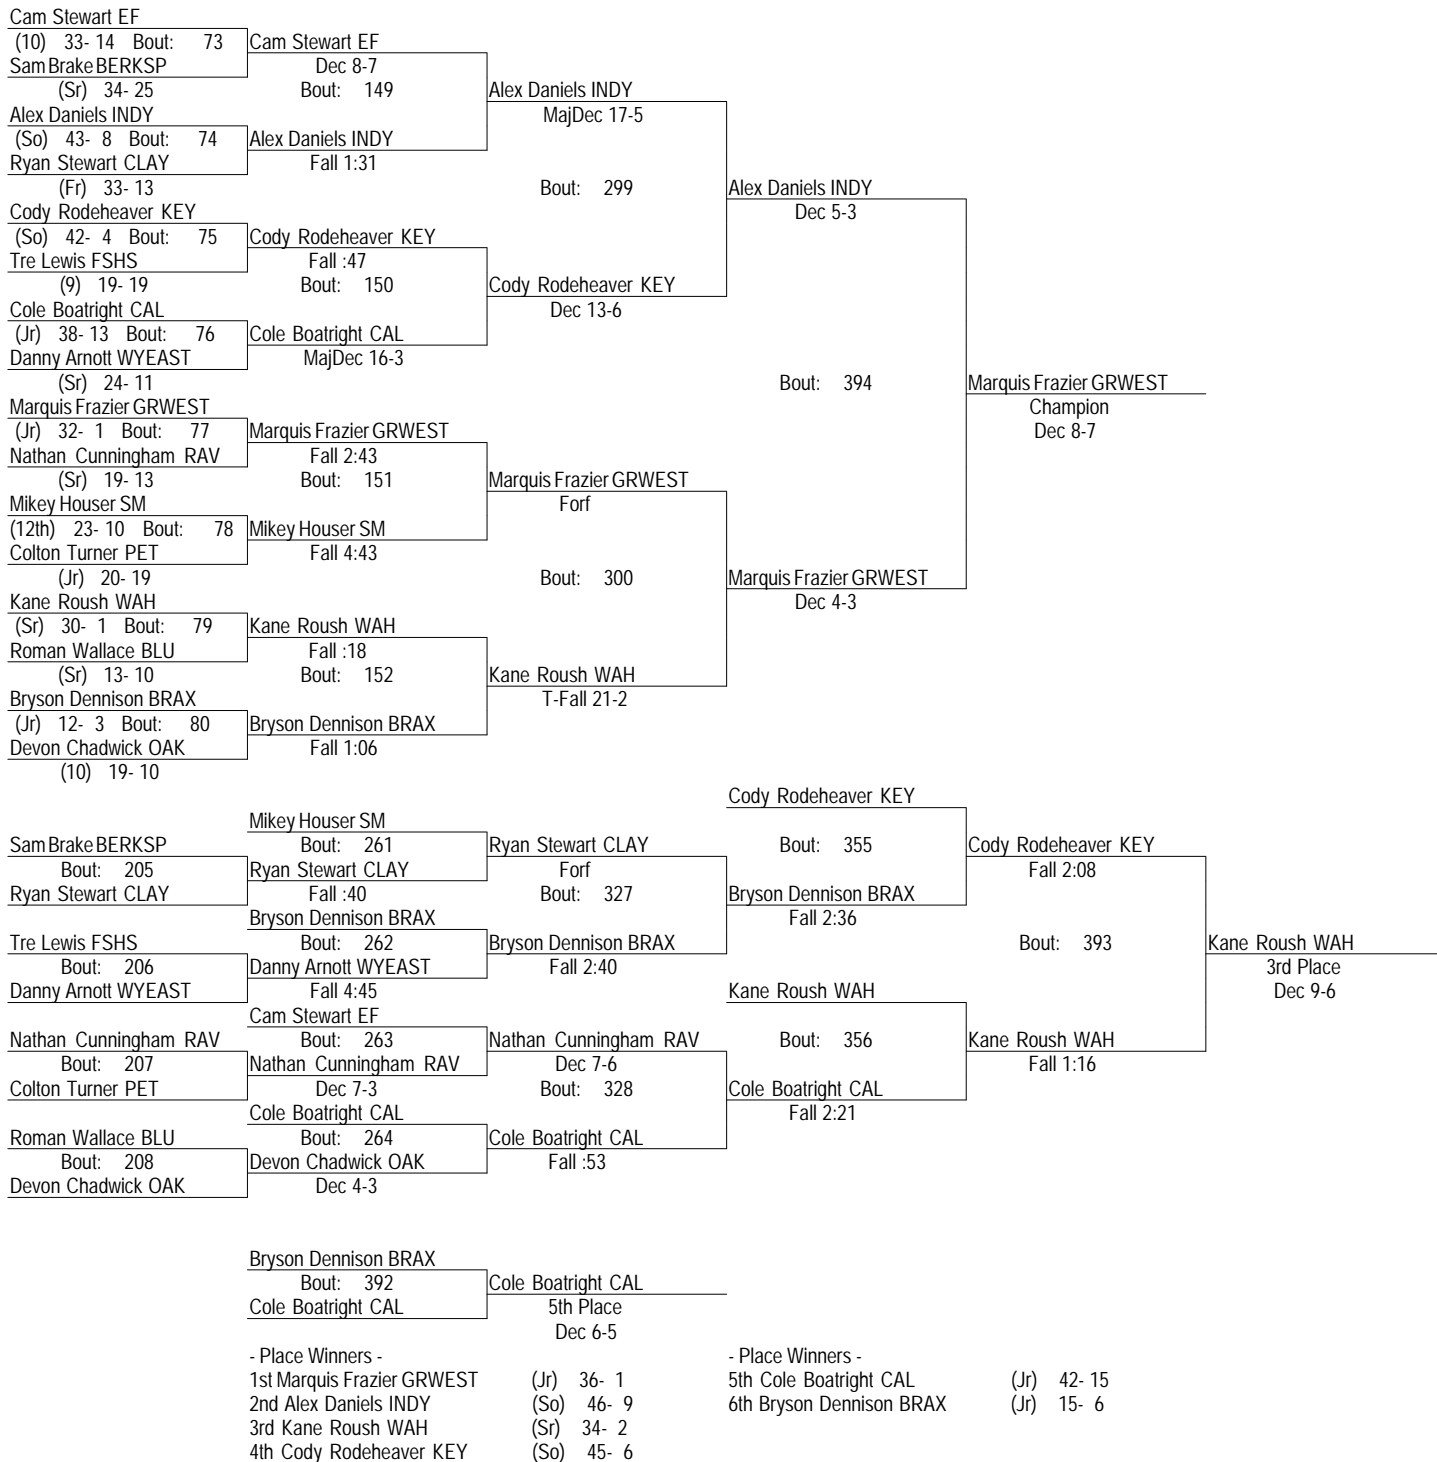 Cam Stewart EF
(10) 33- 14 Bout: 73 Cam Stewart EF
Sam Brake BERKSP Dec 8-7
(Sr) 34- 25 Bout: 149 Alex Daniels INDY
Alex Daniels INDY MajDec 17-5
(So) 43- 8 Bout: 74 Alex Daniels INDY
Ryan Stewart CLAY Fall 1:31
(Fr) 33- 13 Bout: 299 Alex Daniels INDY
Cody Rodeheaver KEY Dec 5-3
(So) 42- 4 Bout: 75 Cody Rodeheaver KEY
Tre Lewis FSHS Fall :47
(9) 19- 19 Bout: 150 Cody Rodeheaver KEY
Cole Boatright CAL Dec 13-6
(Jr) 38- 13 Bout: 76 Cole Boatright CAL
Danny Arnott WYEAST MajDec 16-3
(Sr) 24- 11 Bout: 394 Marquis Frazier GRWEST
Marquis Frazier GRWEST Champion
(Jr) 32- 1 Bout: 77 Marquis Frazier GRWEST Dec 8-7
Nathan Cunningham RAV Fall 2:43
(Sr) 19- 13 Bout: 151 Marquis Frazier GRWEST
Mikey Houser SM Forf
(12th) 23- 10 Bout: 78 Mikey Houser SM
Colton Turner PET Fall 4:43
(Jr) 20- 19 Bout: 300 Marquis Frazier GRWEST
Kane Roush WAH Dec 4-3
(Sr) 30- 1 Bout: 79 Kane Roush WAH
Roman Wallace BLU Fall :18
(Sr) 13- 10 Bout: 152 Kane Roush WAH
Bryson Dennison BRAX T-Fall 21-2
(Jr) 12- 3 Bout: 80 Bryson Dennison BRAX
Devon Chadwick OAK Fall 1:06
(10) 19- 10
Cody Rodeheaver KEY
Mikey Houser SM
Sam Brake BERKSP Bout: 261 Ryan Stewart CLAY Bout: 355 Cody Rodeheaver KEY
Bout: 205 Ryan Stewart CLAY Forf Fall 2:08
Ryan Stewart CLAY Fall :40 Bout: 327 Bryson Dennison BRAX
Bryson Dennison BRAX Fall 2:36
Tre Lewis FSHS Bout: 262 Bryson Dennison BRAX Bout: 393 Kane Roush WAH
Bout: 206 Danny Arnott WYEAST Fall 2:40 3rd Place
Danny Arnott WYEAST Fall 4:45 Kane Roush WAH Dec 9-6
Cam Stewart EF
Nathan Cunningham RAV Bout: 263 Nathan Cunningham RAV Bout: 356 Kane Roush WAH
Bout: 207 Nathan Cunningham RAV Dec 7-6 Fall 1:16
Colton Turner PET Dec 7-3 Bout: 328 Cole Boatright CAL
Cole Boatright CAL Fall 2:21
Roman Wallace BLU Bout: 264 Cole Boatright CAL
Bout: 208 Devon Chadwick OAK Fall :53
Devon Chadwick OAK Dec 4-3
Bryson Dennison BRAX
Bout: 392 Cole Boatright CAL
Cole Boatright CAL 5th Place
Dec 6-5
- Place Winners - - Place Winners -
1st Marquis Frazier GRWEST (Jr) 36- 1 5th Cole Boatright CAL (Jr) 42- 15
2nd Alex Daniels INDY (So) 46- 9 6th Bryson Dennison BRAX (Jr) 15- 6
3rd Kane Roush WAH (Sr) 34- 2
4th Cody Rodeheaver KEY (So) 45- 6